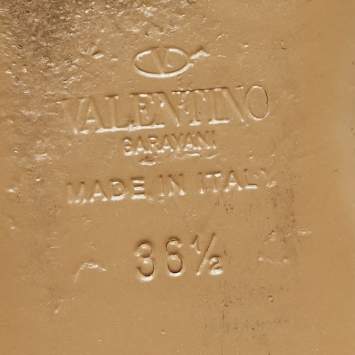 VALENTINO
GARAVANI
MADE IN ITALY
36½